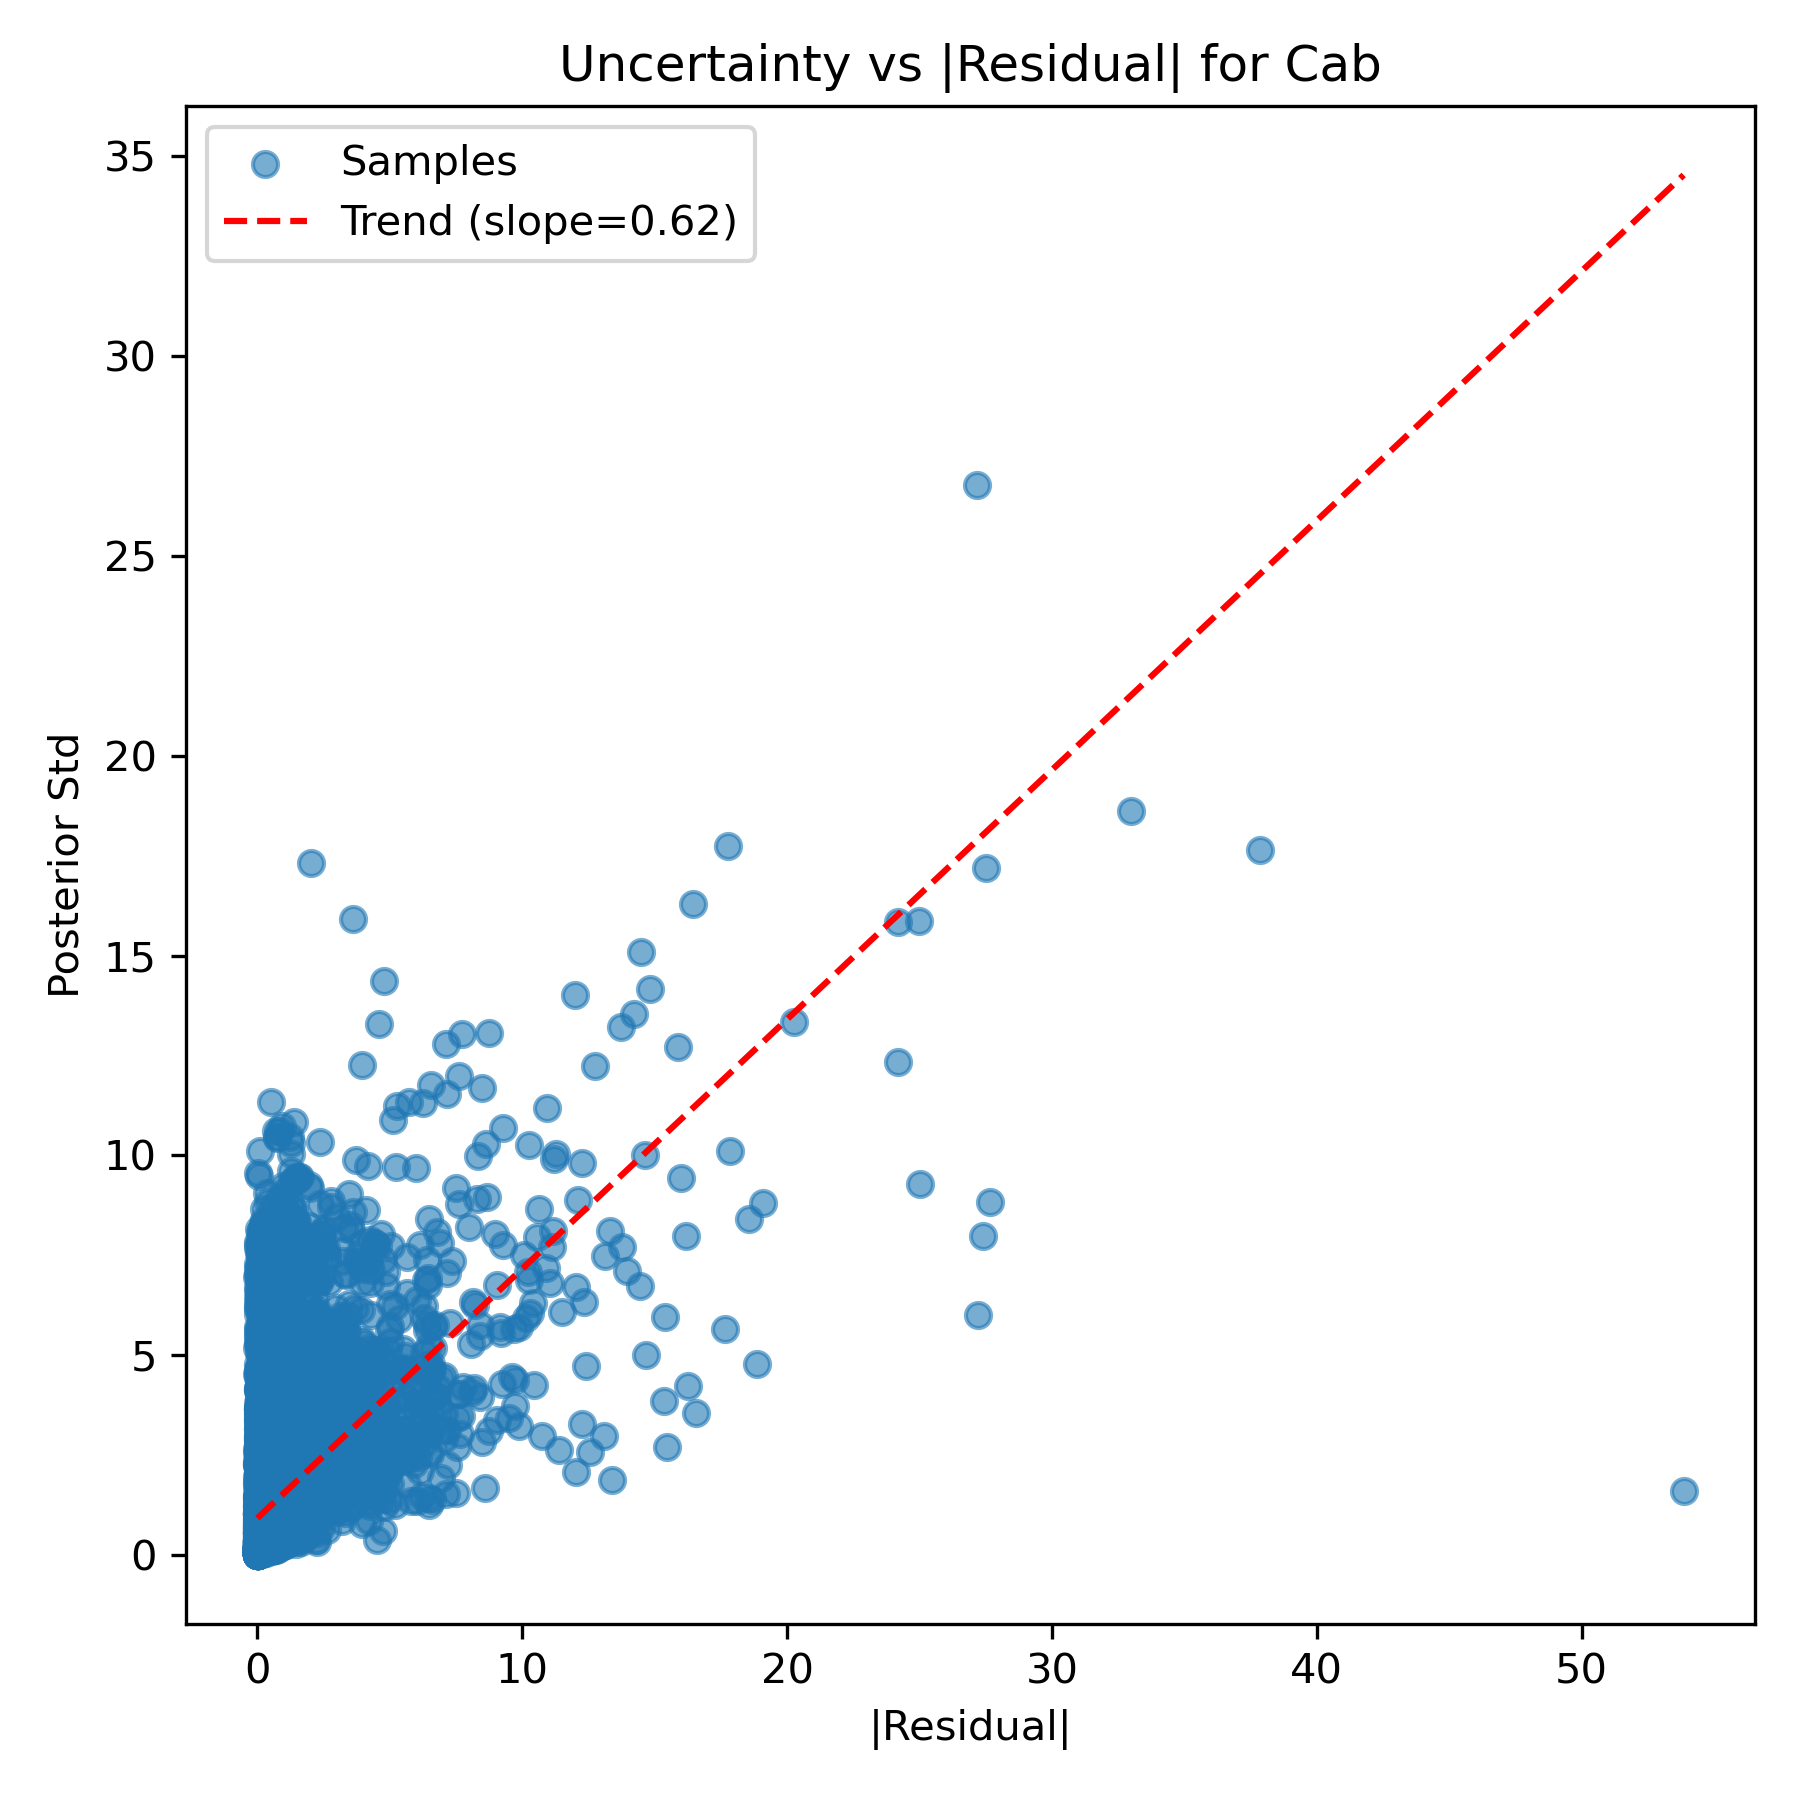 Uncertainty vs |Residual| for Cab
Samples
Trend (slope=0.62)
35
30
25
20
15
10
5
0
Posterior Std
0 10 20 30 40 50
|Residual|